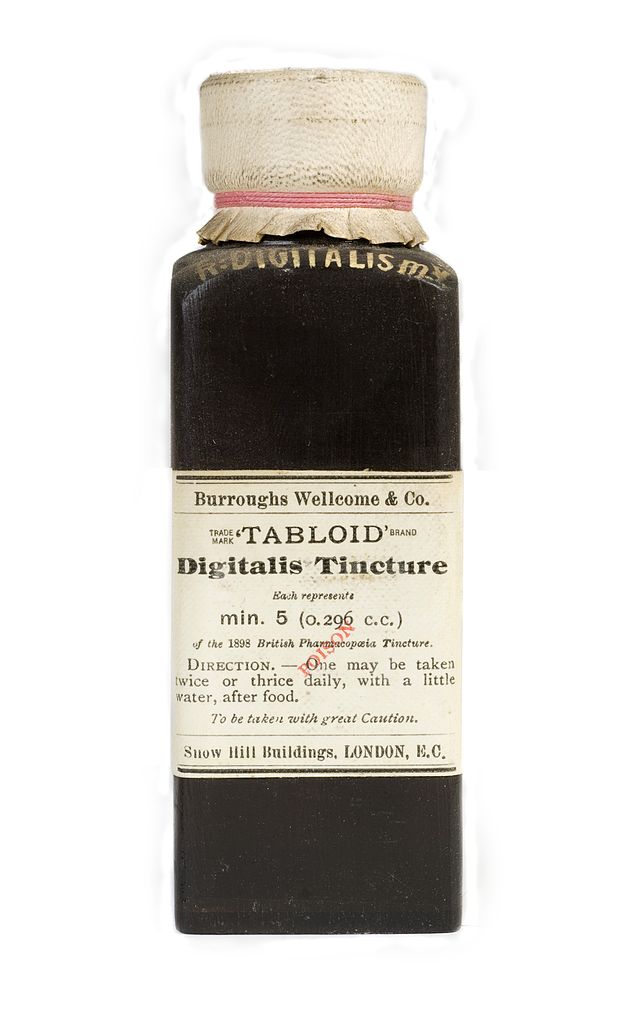 R. DIGITALIS m.v
Burroughs Wellcome & Co.
TRADE MARK 'TABLOID' BRAND
Digitalis Tincture
Each represents
min. 5 (0.296 c.c.)
of the 1898 British Pharmacopœia Tincture.
POISON
DIRECTION. — One may be taken
twice or thrice daily, with a little
water, after food.
To be taken with great Caution.
Snow Hill Buildings, LONDON, E.C.